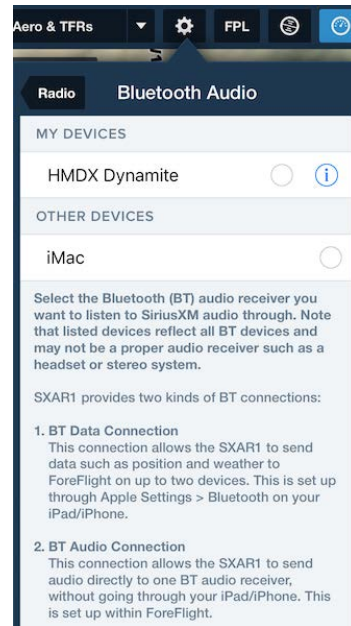 Aero & TFRs
FPL
Radio
Bluetooth Audio
MY DEVICES
HMDX Dynamite
OTHER DEVICES
iMac
Select the Bluetooth (BT) audio receiver you
want to listen to SiriusXM audio through. Note
that listed devices reflect all BT devices and
may not be a proper audio receiver such as a
headset or stereo system.
SXAR1 provides two kinds of BT connections:
1. BT Data Connection
This connection allows the SXAR1 to send
data such as position and weather to
ForeFlight on up to two devices. This is set up
through Apple Settings > Bluetooth on your
iPad/iPhone.
2. BT Audio Connection
This connection allows the SXAR1 to send
audio directly to one BT audio receiver,
without going through your iPad/iPhone. This
is set up within ForeFlight.